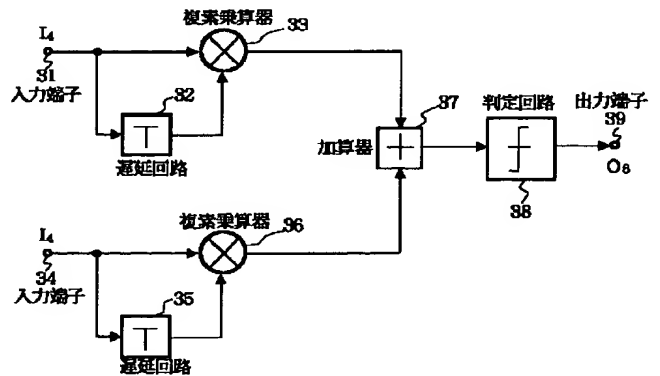 複素乗算器
I₄
33
31
入力端子
32
T
遅延回路
37
判定回路
出力端子
39
加算器
+
O₆
38
複素乗算器
I₄
36
34
入力端子
35
T
遅延回路